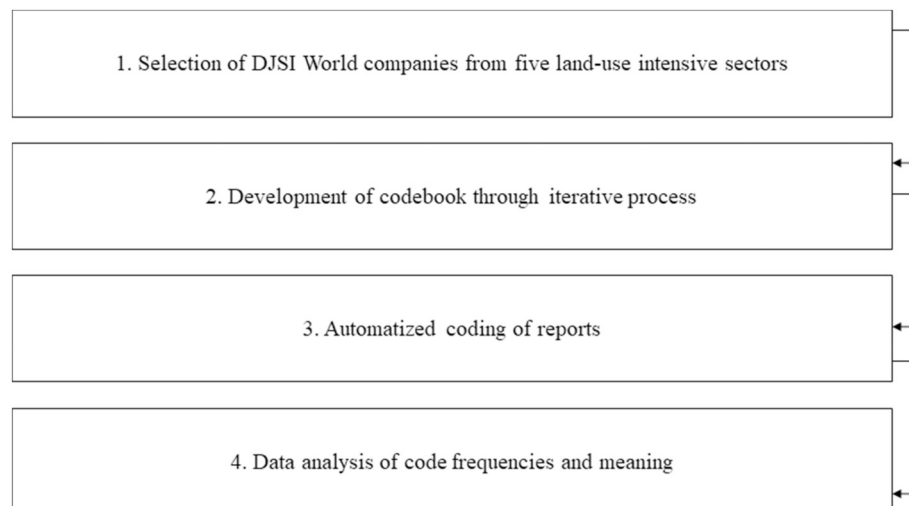 1. Selection of DJSI World companies from five land-use intensive sectors
2. Development of codebook through iterative process
3. Automatized coding of reports
4. Data analysis of code frequencies and meaning